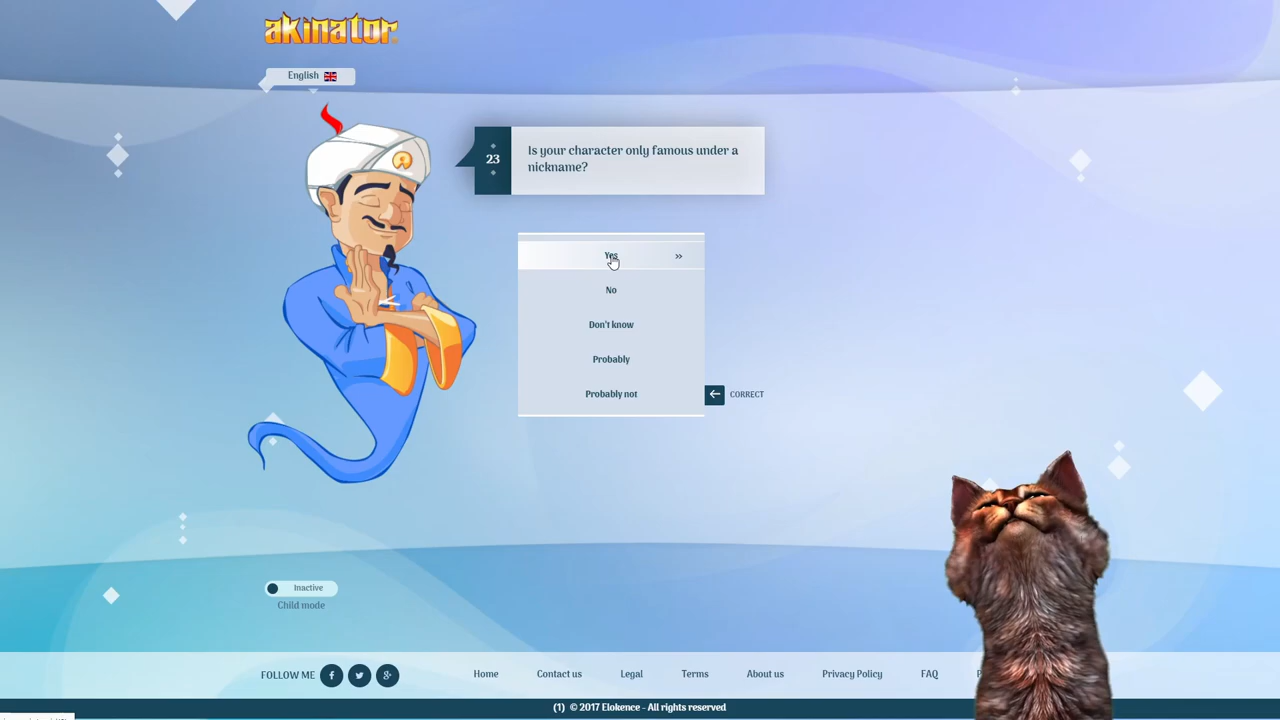 akinator
English
23
Is your character only famous under a
nickname?
Yes
No
Don't know
Probably
Probably not
CORRECT
Inactive
Child mode
FOLLOW ME
Home
Contact us
Legal
Terms
About us
Privacy Policy
FAQ
(1) © 2017 Elokence - All rights reserved